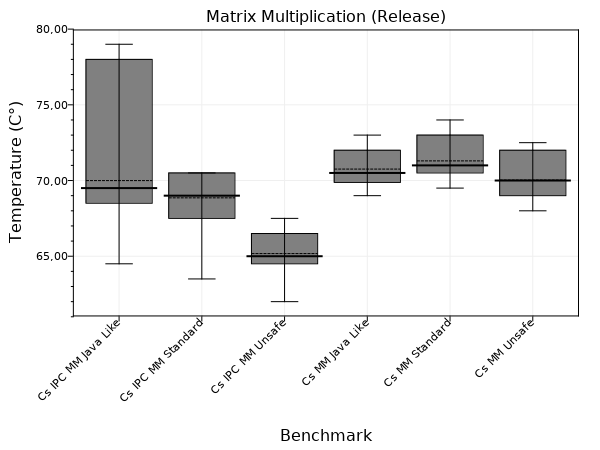 Matrix Multiplication (Release)
80,00
75,00
70,00
65,00
Temperature (C°)
Cs IPC MM Java Like
Cs IPC MM Standard
Cs IPC MM Unsafe
Cs MM Java Like
Cs MM Standard
Cs MM Unsafe
Benchmark